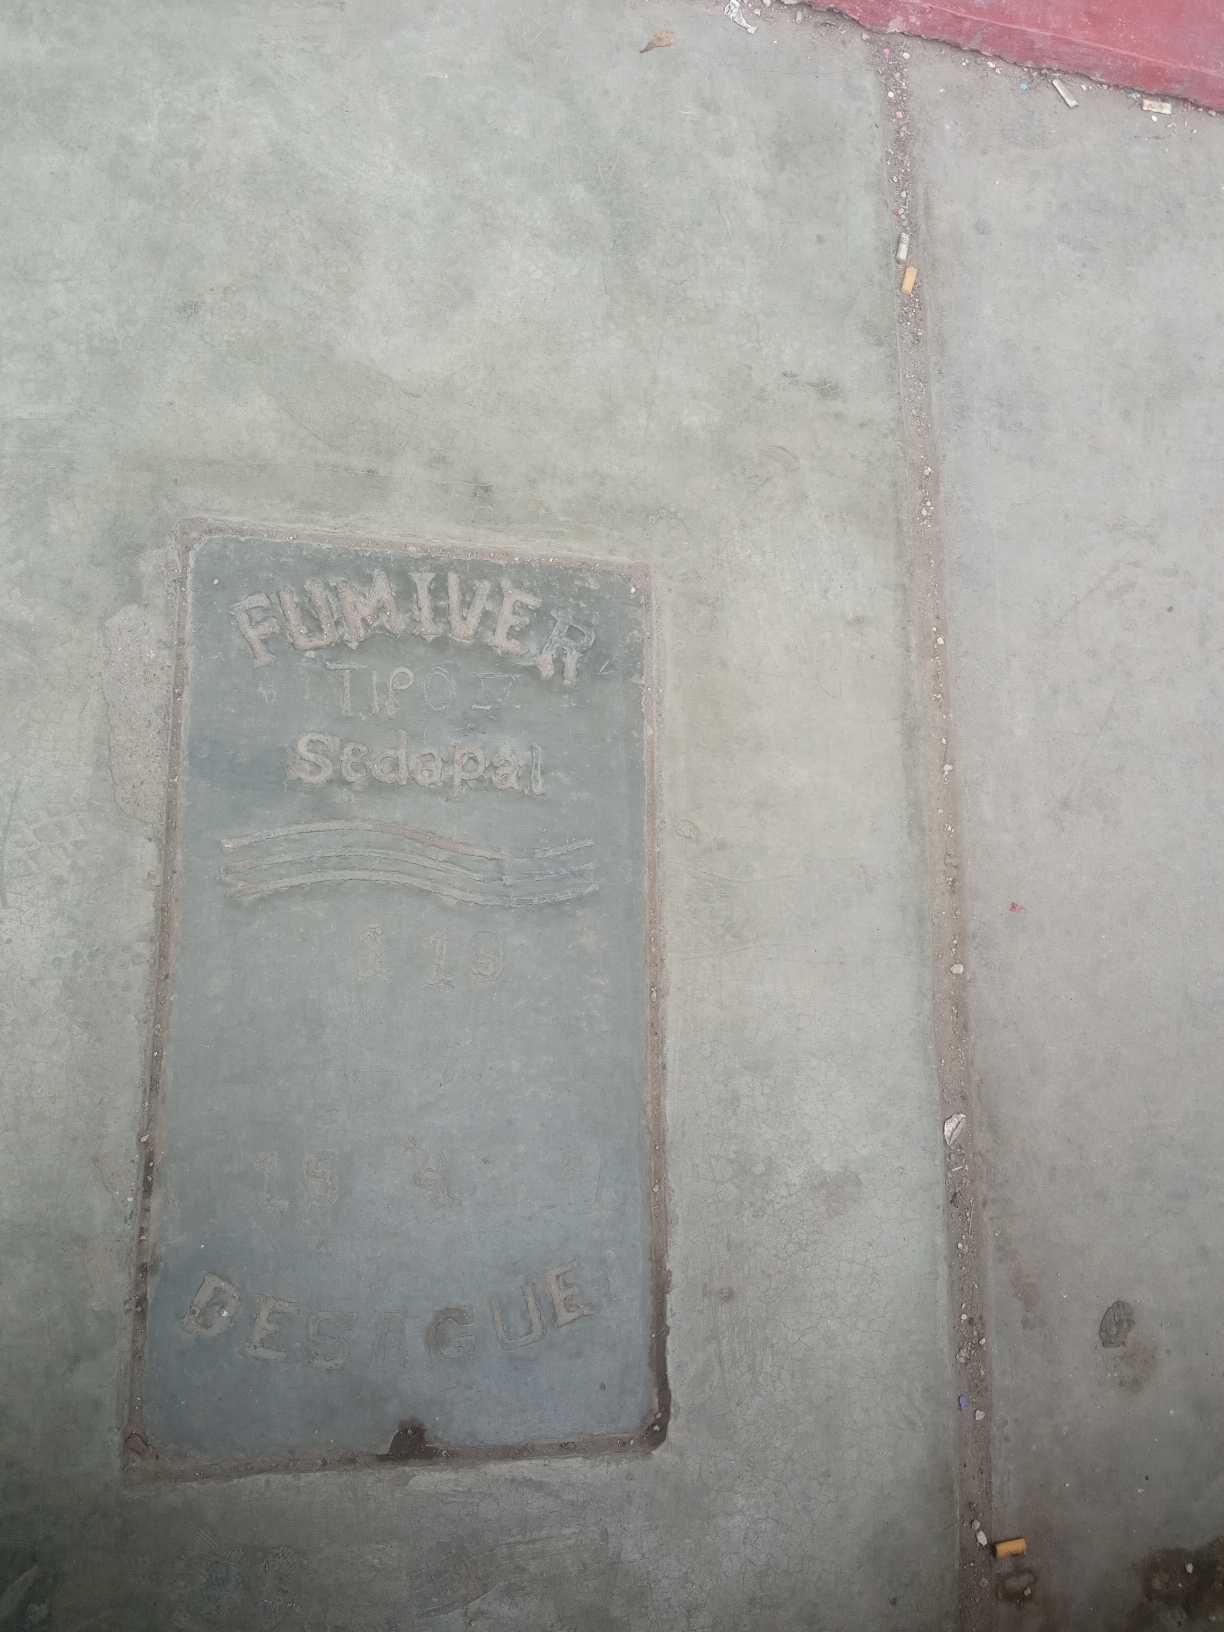 FUMIVER
TIPO V
Sedapal
DESAGUE